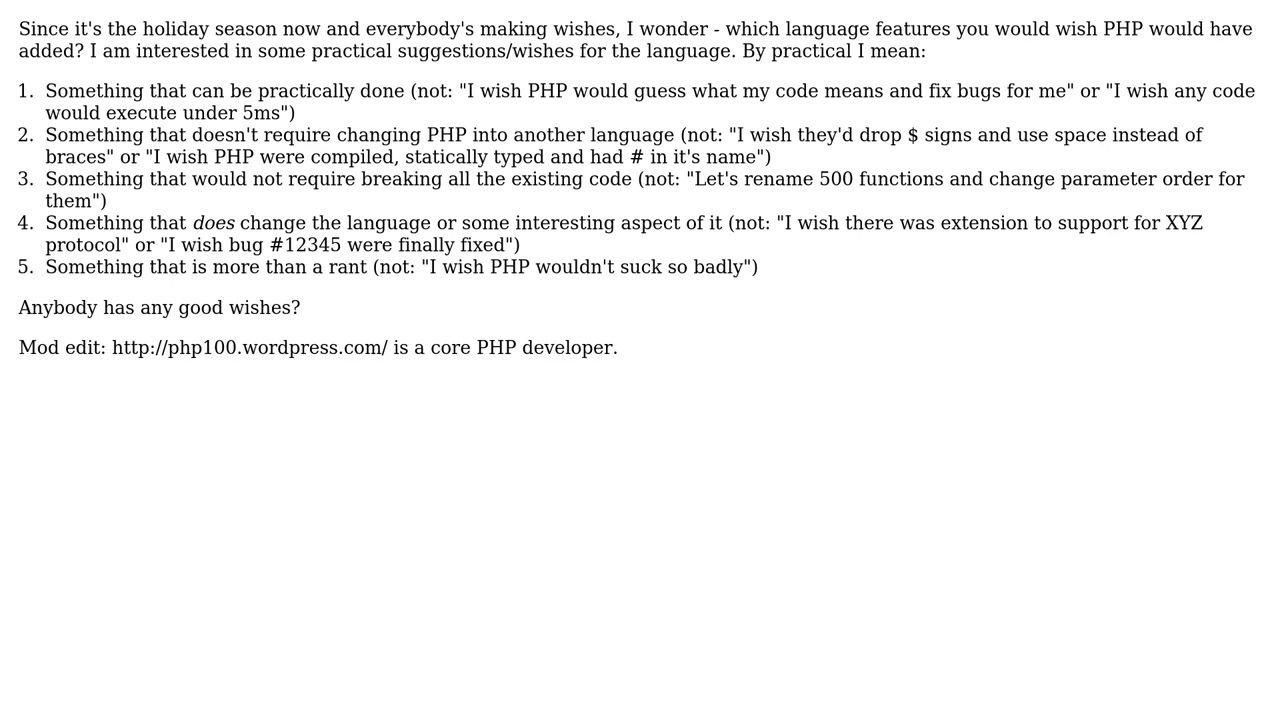 Since it's the holiday season now and everybody's making wishes, I wonder - which language features you would wish PHP would have
added? I am interested in some practical suggestions/wishes for the language. By practical I mean:
1. Something that can be practically done (not: "I wish PHP would guess what my code means and fix bugs for me" or "I wish any code
would execute under 5ms")
2. Something that doesn't require changing PHP into another language (not: "I wish they'd drop $ signs and use space instead of
braces" or "I wish PHP were compiled, statically typed and had # in it's name")
3. Something that would not require breaking all the existing code (not: "Let's rename 500 functions and change parameter order for
them")
4. Something that does change the language or some interesting aspect of it (not: "I wish there was extension to support for XYZ
protocol" or "I wish bug #12345 were finally fixed")
5. Something that is more than a rant (not: "I wish PHP wouldn't suck so badly")
Anybody has any good wishes?
Mod edit: http://php100.wordpress.com/ is a core PHP developer.